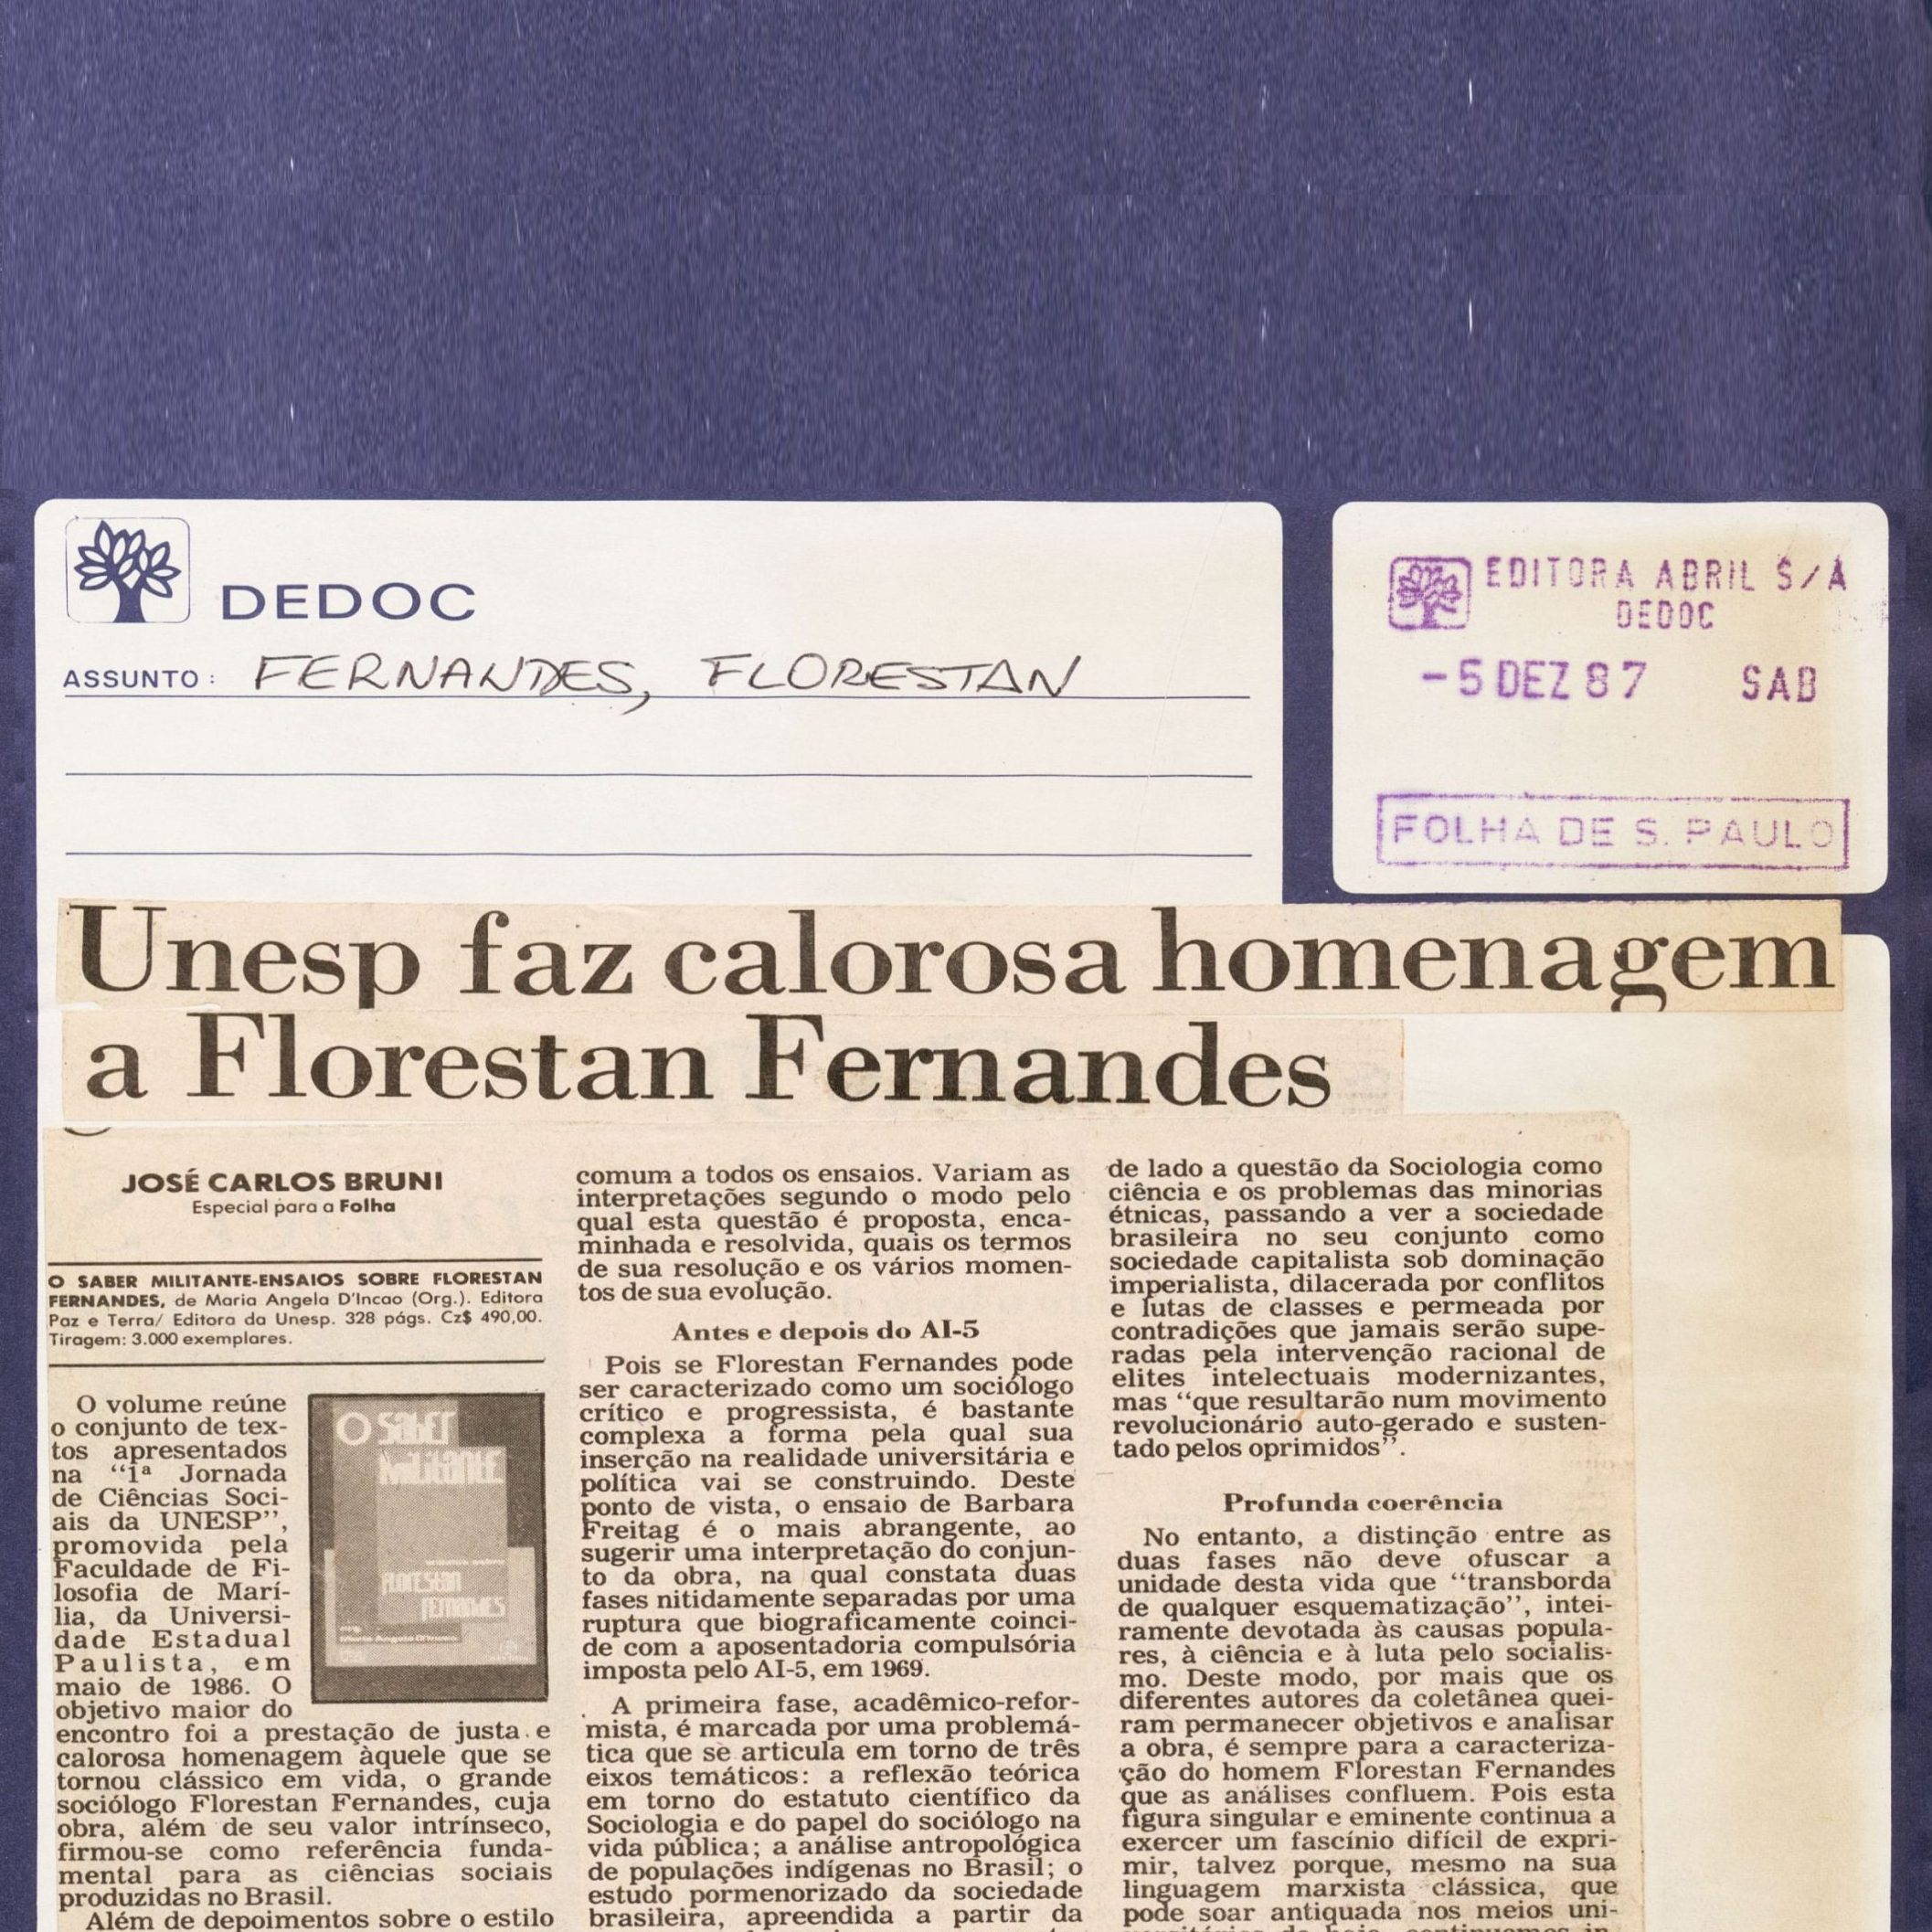 DEDOC
ASSUNTO: FERNANDES, FLORESTAN
EDITORA ABRIL S/A
DEDOC
-5 DEZ 87 SAB
FOLHA DE S. PAULO
Unesp faz calorosa homenagem
a Florestan Fernandes
JOSÉ CARLOS BRUNI
Especial para a Folha
O SABER MILITANTE-ENSAIOS SOBRE FLORESTAN
FERNANDES, de Maria Angela D'Incao (Org.). Editora
Paz e Terra/ Editora da Unesp. 328 págs. Cz$ 490,00.
Tiragem: 3.000 exemplares.
O volume reúne
o conjunto de tex-
tos apresentados
na “1ª Jornada
de Ciências Soci-
ais da UNESP”,
promovida pela
Faculdade de Fi-
losofia de Marí-
lia, da Universi-
dade Estadual
Paulista, em
maio de 1986. O
objetivo maior do
encontro foi a prestação de justa e
calorosa homenagem àquele que se
tornou clássico em vida, o grande
sociólogo Florestan Fernandes, cuja
obra, além de seu valor intrínseco,
firmou-se como referência funda-
mental para as ciências sociais
produzidas no Brasil.
Além de depoimentos sobre o estilo
O Saber
Militante
Florestan
Fernandes
org.
Maria Angela D'Incao
comum a todos os ensaios. Variam as
interpretações segundo o modo pelo
qual esta questão é proposta, enca-
minhada e resolvida, quais os termos
de sua resolução e os vários momen-
tos de sua evolução.
Antes e depois do AI-5
Pois se Florestan Fernandes pode
ser caracterizado como um sociólogo
crítico e progressista, é bastante
complexa a forma pela qual sua
inserção na realidade universitária e
política vai se construindo. Deste
ponto de vista, o ensaio de Barbara
Freitag é o mais abrangente, ao
sugerir uma interpretação do conjun-
to da obra, na qual constata duas
fases nitidamente separadas por uma
ruptura que biograficamente coinci-
de com a aposentadoria compulsória
imposta pelo AI-5, em 1969.
A primeira fase, acadêmico-refor-
mista, é marcada por uma problemá-
tica que se articula em torno de três
eixos temáticos: a reflexão teórica
em torno do estatuto científico da
Sociologia e do papel do sociólogo na
vida pública; a análise antropológica
de populações indígenas no Brasil; o
estudo pormenorizado da sociedade
brasileira, apreendida a partir da
de lado a questão da Sociologia como
ciência e os problemas das minorias
étnicas, passando a ver a sociedade
brasileira no seu conjunto como
sociedade capitalista sob dominação
imperialista, dilacerada por conflitos
e lutas de classes e permeada por
contradições que jamais serão supe-
radas pela intervenção racional de
elites intelectuais modernizantes,
mas “que resultarão num movimento
revolucionário auto-gerado e susten-
tado pelos oprimidos”.
Profunda coerência
No entanto, a distinção entre as
duas fases não deve ofuscar a
unidade desta vida que “transborda
de qualquer esquematização”, intei-
ramente devotada às causas popula-
res, à ciência e à luta pelo socialis-
mo. Deste modo, por mais que os
diferentes autores da coletânea quei-
ram permanecer objetivos e analisar
a obra, é sempre para a caracteriza-
ção do homem Florestan Fernandes
que as análises confluem. Pois esta
figura singular e eminente continua a
exercer um fascínio difícil de expri-
mir, talvez porque, mesmo na sua
linguagem marxista clássica, que
pode soar antiquada nos meios uni-